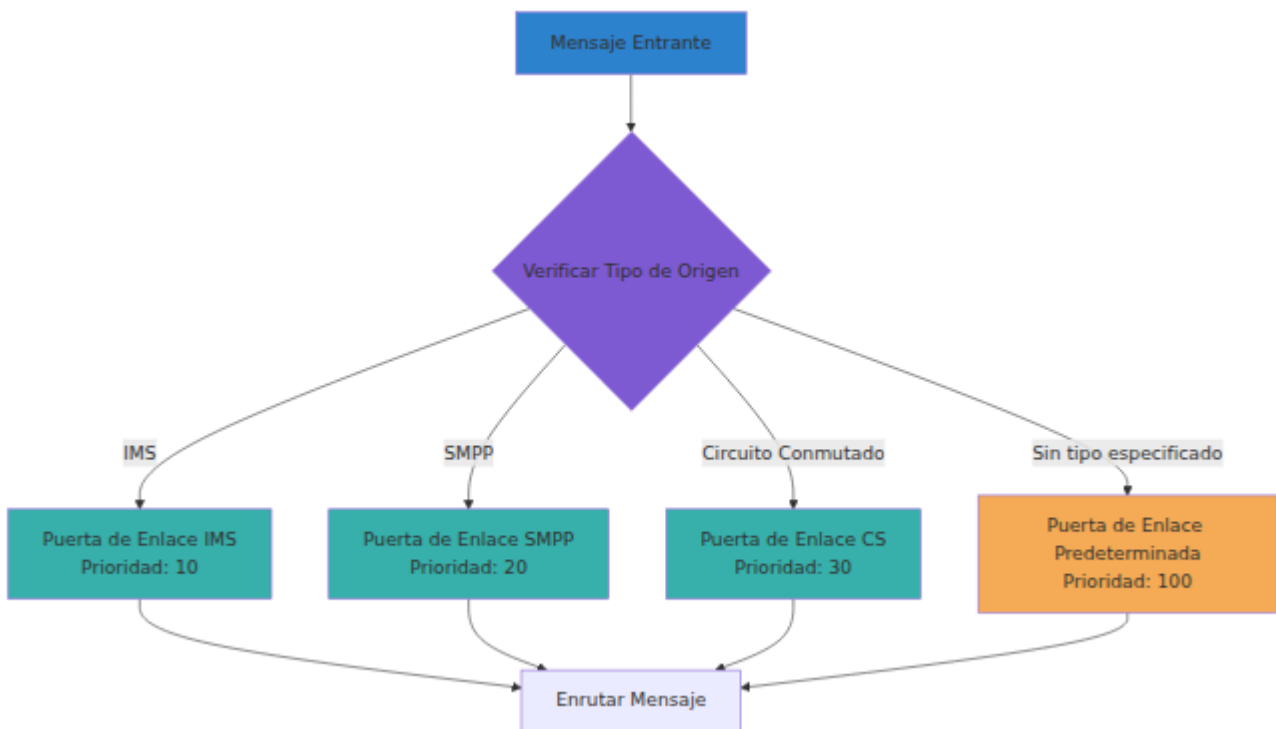 Mensaje Entrante
Verificar Tipo de Origen
IMS
SMPP
Circuito Conmutado
Sin tipo especificado
Puerta de Enlace IMS
Prioridad: 10
Puerta de Enlace SMPP
Prioridad: 20
Puerta de Enlace CS
Prioridad: 30
Puerta de Enlace
Predeterminada
Prioridad: 100
Enrutar Mensaje